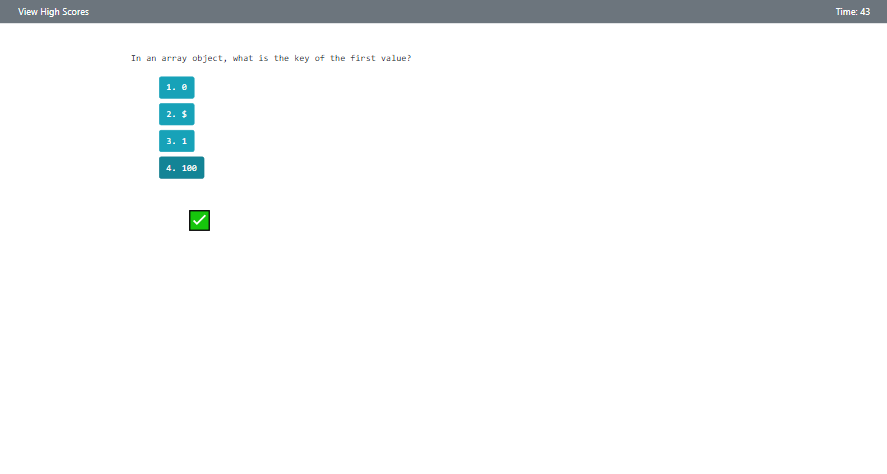 View High Scores
Time: 43
In an array object, what is the key of the first value?
1. 0
2. $
3. 1
4. 100